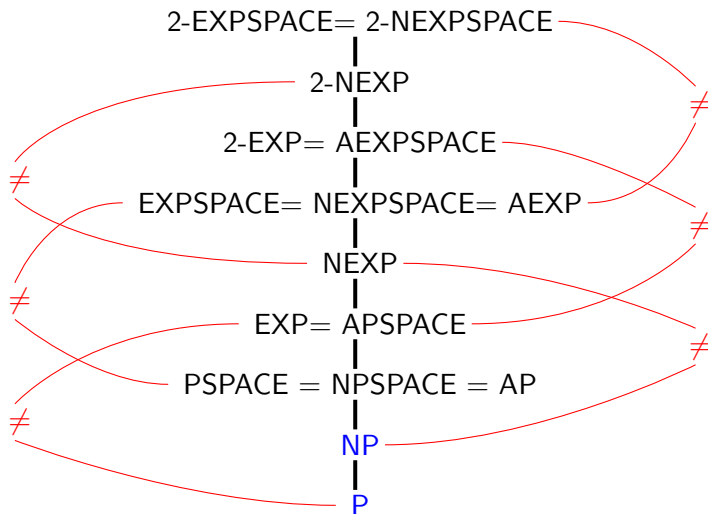 2-EXPSPACE= 2-NEXPSPACE
2-NEXP
≠
2-EXP= AEXPSPACE
≠
EXPSPACE= NEXPSPACE= AEXP
≠
NEXP
≠
EXP= APSPACE
≠
PSPACE = NPSPACE = AP
≠
NP
P